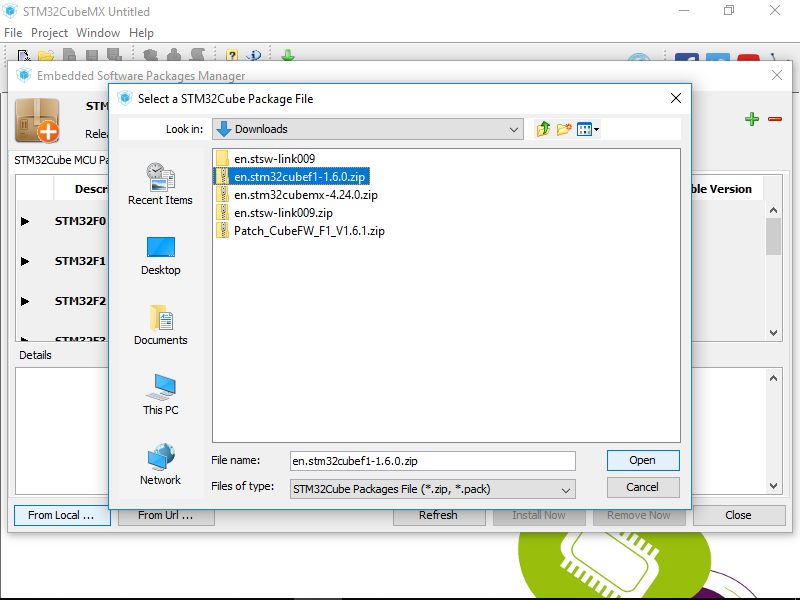 STM32CubeMX Untitled
File Project Window Help
Embedded Software Packages Manager
Select a STM32Cube Package File
Look in: Downloads
en.stsw-link009
en.stm32cubef1-1.6.0.zip
en.stm32cubemx-4.24.0.zip
en.stsw-link009.zip
Patch_CubeFW_F1_V1.6.1.zip
Recent Items
Desktop
Documents
This PC
Network
File name: en.stm32cubef1-1.6.0.zip Open
Files of type: STM32Cube Packages File (*.zip, *.pack) Cancel
STM
Relea
STM32Cube MCU Pa
Descr
ble Version
STM32F0
STM32F1
STM32F2
STM32F3
Details
From Local ... From Url ... Refresh Install Now Remove Now Close